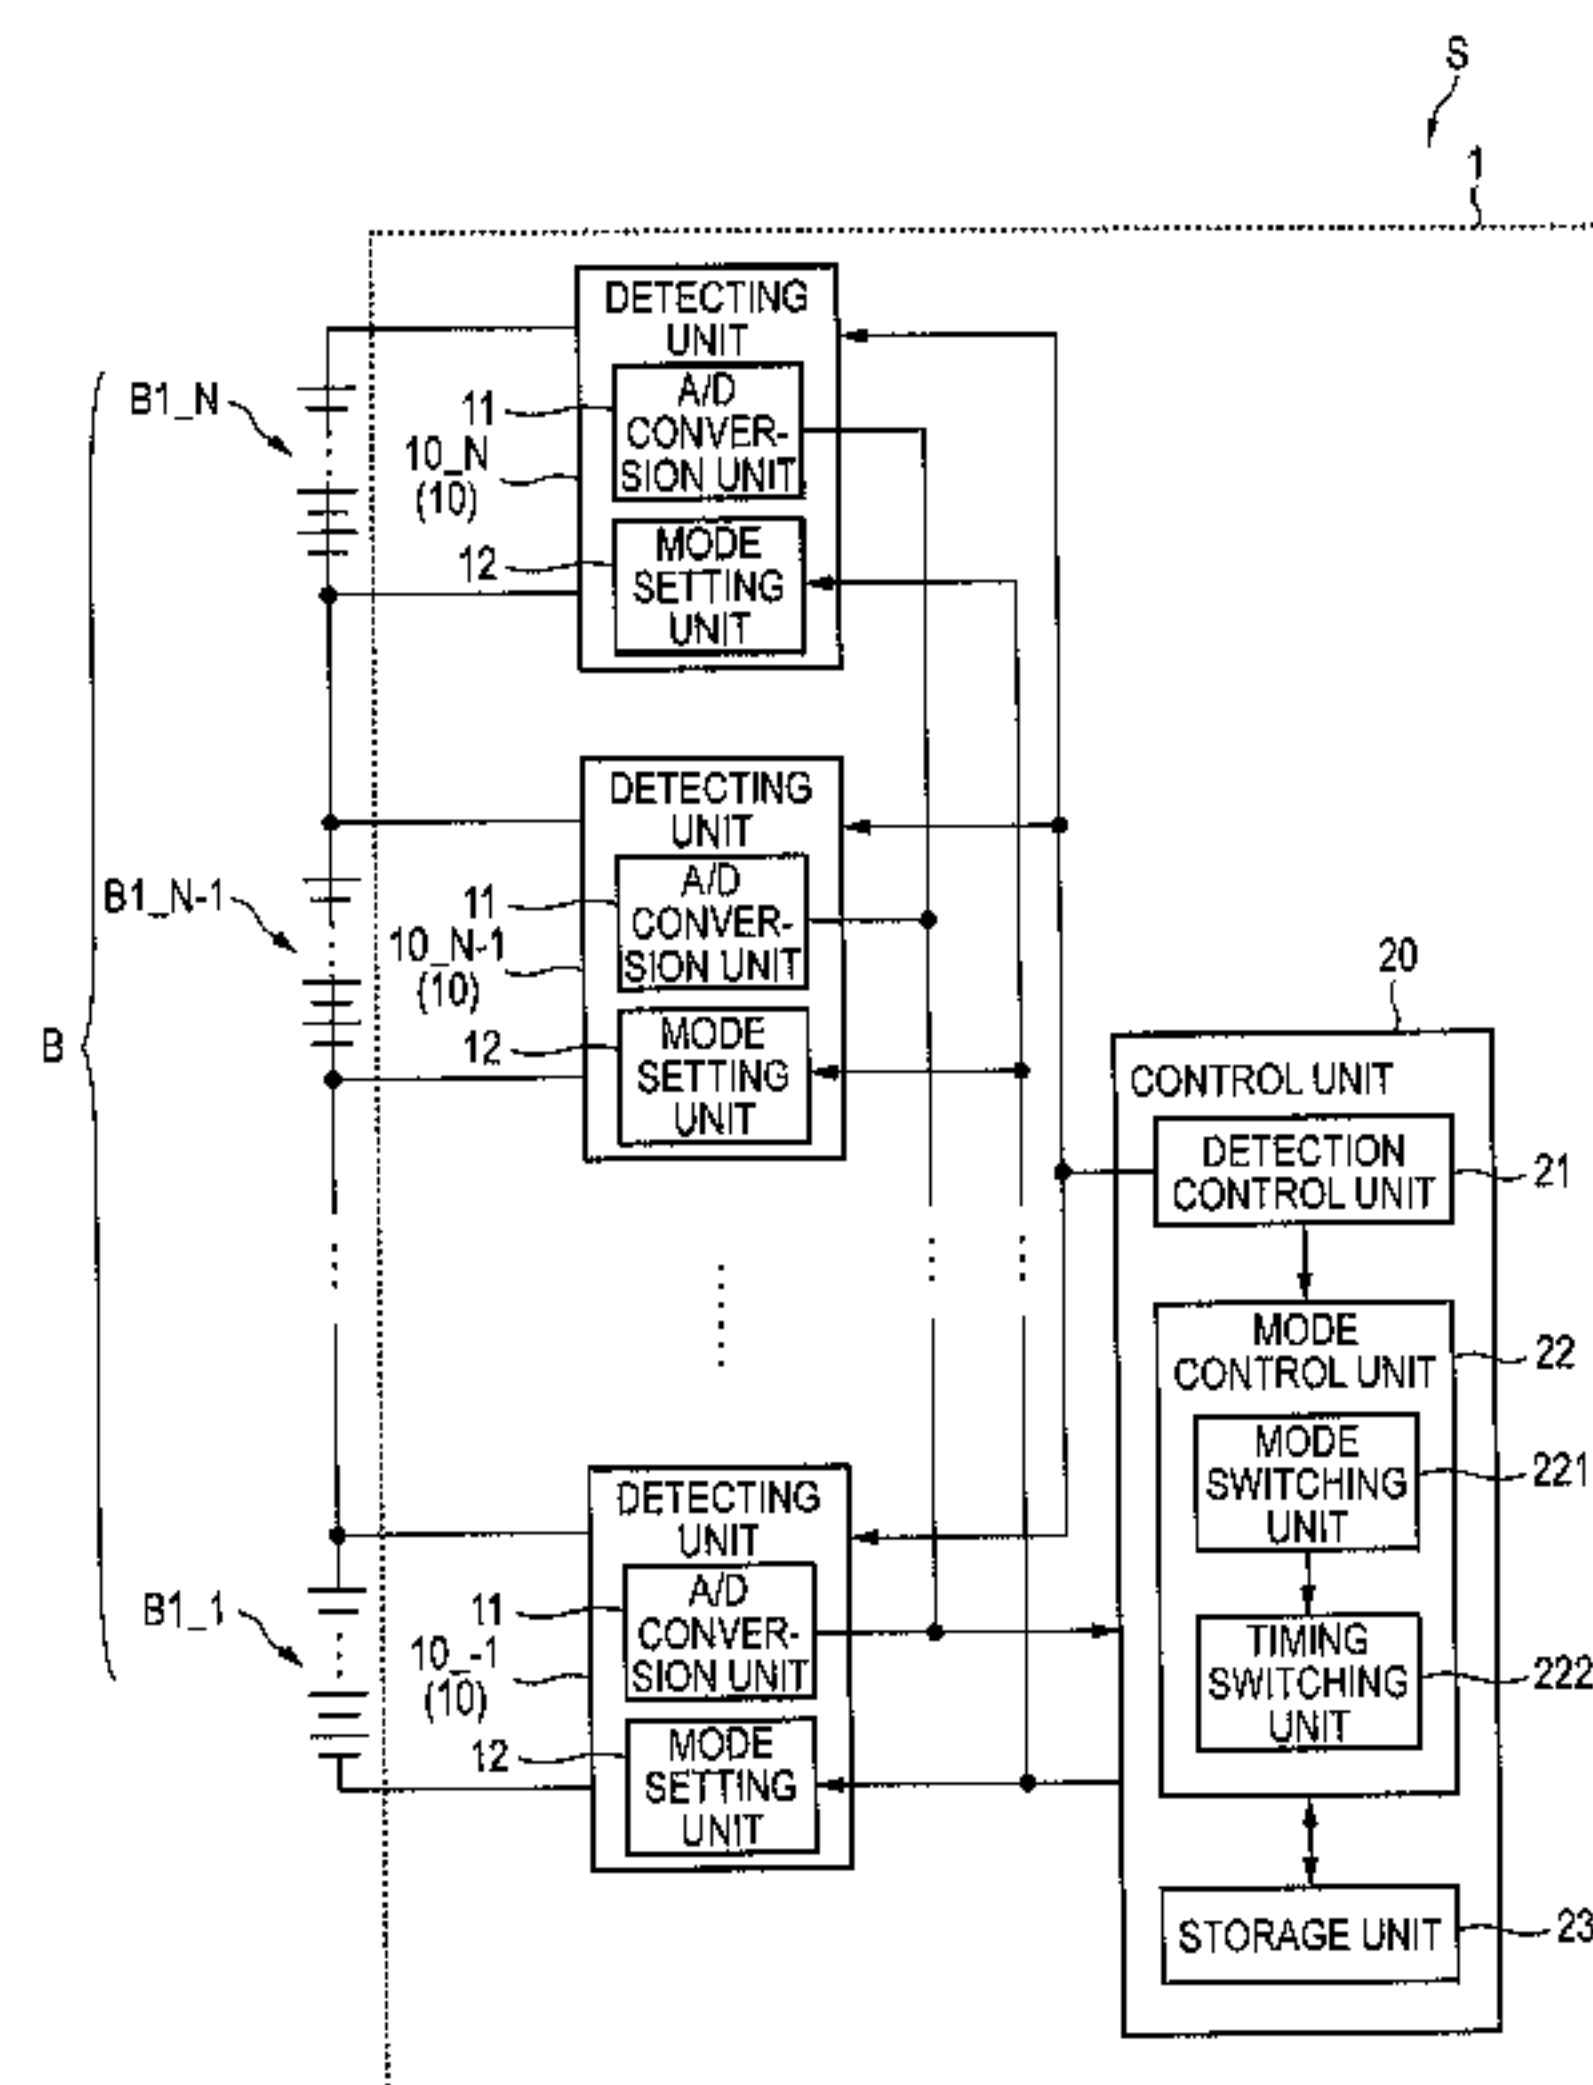 S
1
DETECTING
UNIT
B1_N
11
A/D
CONVER-
SION UNIT
10_N
(10)
12
MODE
SETTING
UNIT
DETECTING
UNIT
B1_N-1
11
A/D
CONVER-
SION UNIT
10_N-1
(10)
12
MODE
SETTING
UNIT
B
20
CONTROL UNIT
DETECTION
CONTROL UNIT
21
MODE
CONTROL UNIT
22
MODE
SWITCHING
UNIT
221
TIMING
SWITCHING
UNIT
222
STORAGE UNIT
23
DETECTING
UNIT
B1_1
11
A/D
CONVER-
SION UNIT
10_-1
(10)
12
MODE
SETTING
UNIT